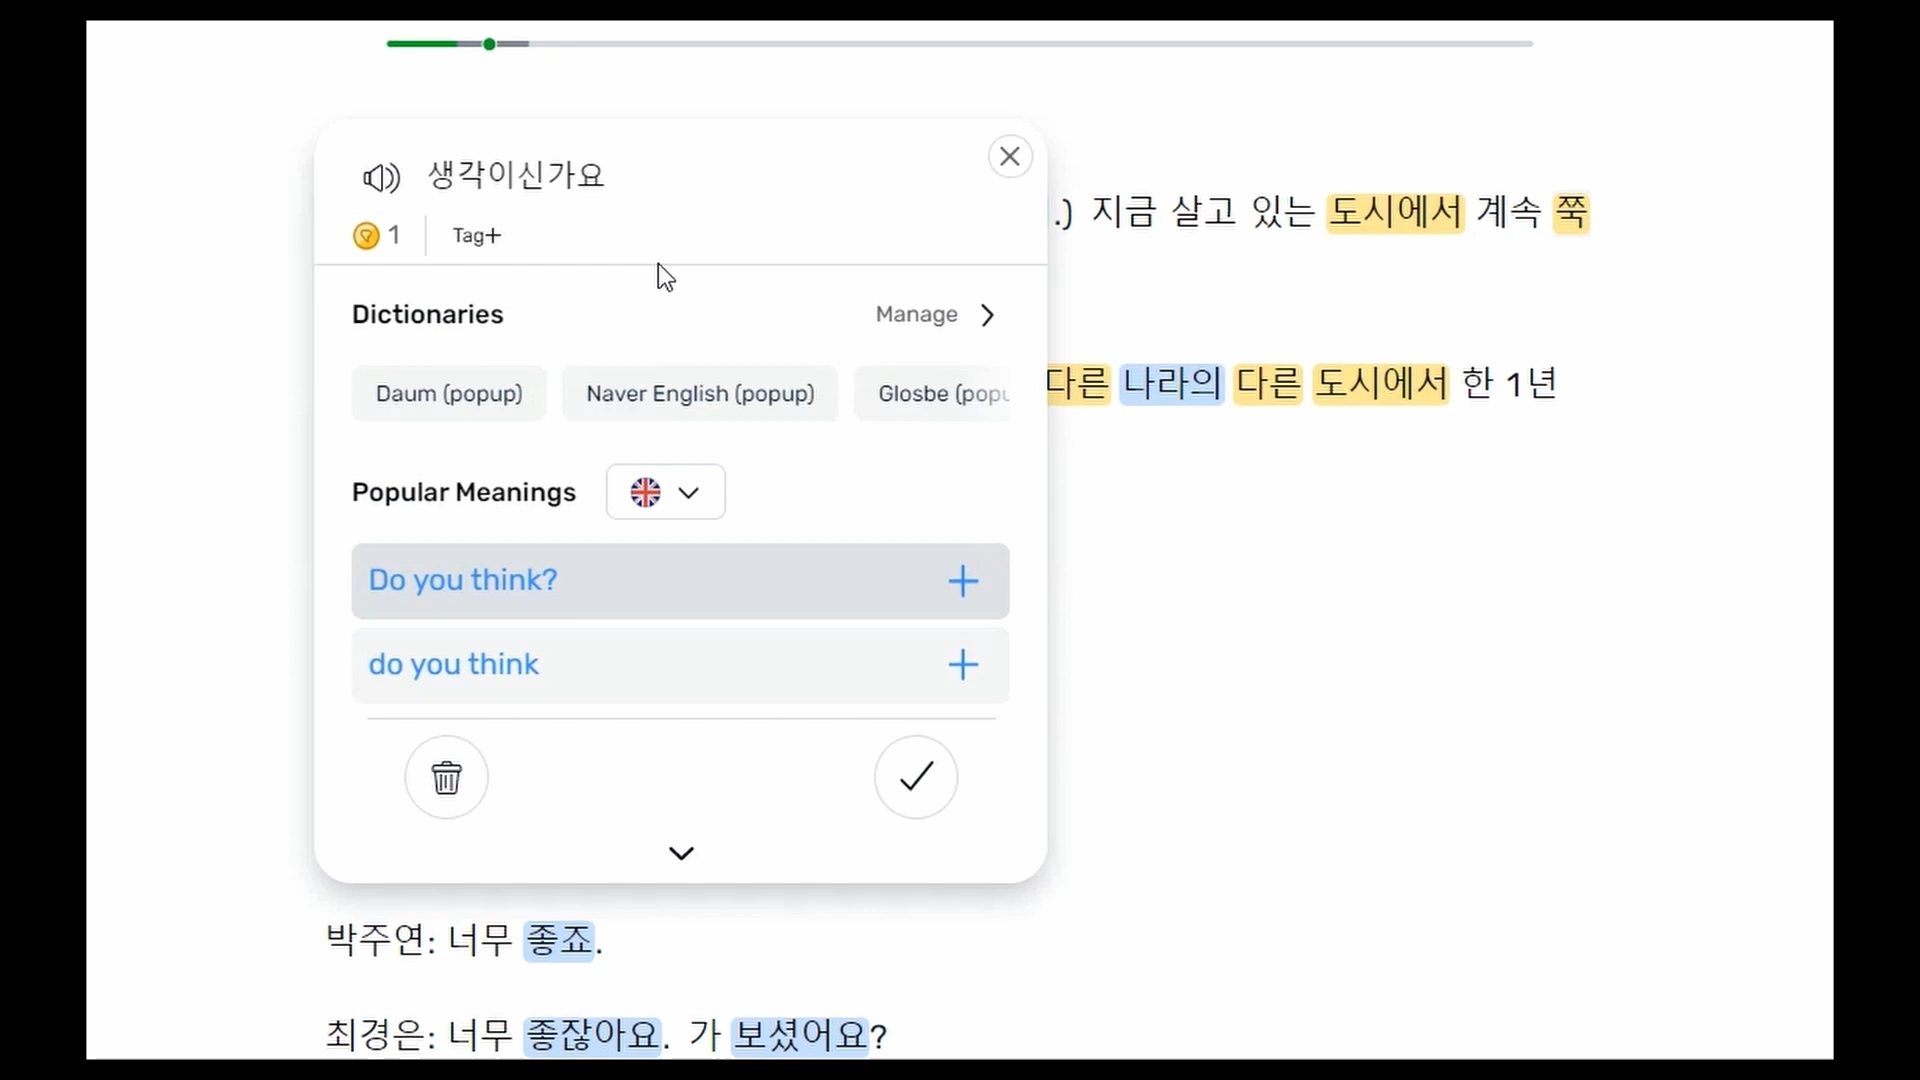 생각이신가요
1
Tag+
.) 지금 살고 있는 도시에서 계속 쭉
Dictionaries
Manage
다른 나라의 다른 도시에서 한 1년
Daum (popup)
Naver English (popup)
Glosbe (popu
Popular Meanings
Do you think?
do you think
박주연: 너무 좋죠.
최경은: 너무 좋잖아요. 가 보셨어요?